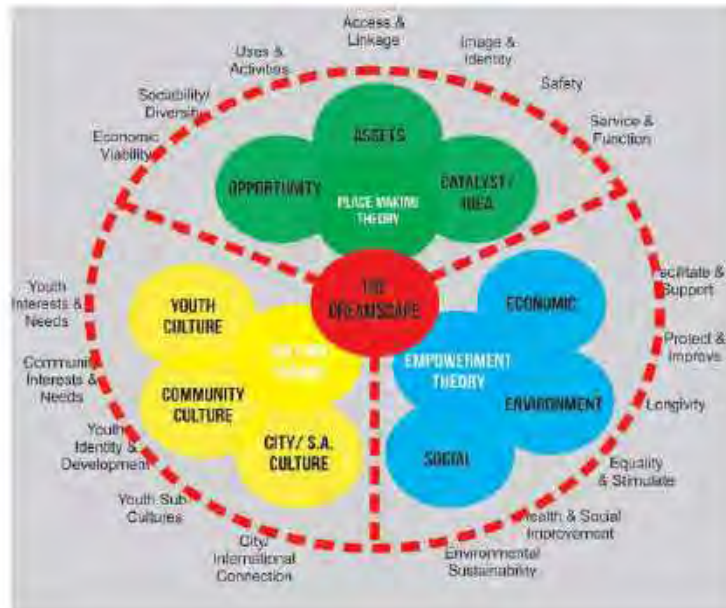 Access &
Linkage
Image &
Identity
Uses &
Activities
Safety
Sociability/
Diversity
Service &
Function
Economic
Viability
ASSETS
OPPORTUNITY
CATALYST/
IDEA
PLACE MAKING
THEORY
THE
DREAMSCAPE
Youth
Interests &
Needs
Community
Interests &
Needs
Youth
Identity &
Development
Youth Sub
Cultures
City/
International
Connection
YOUTH
CULTURE
COMMUNITY
CULTURE
CITY/ S.A.
CULTURE
ECONOMIC
EMPOWERMENT
THEORY
ENVIRONMENT
SOCIAL
Facilitate &
Support
Protect &
Improve
Longivity
Equality
& Stimulate
Health & Social
Improvement
Environmental
Sustainability